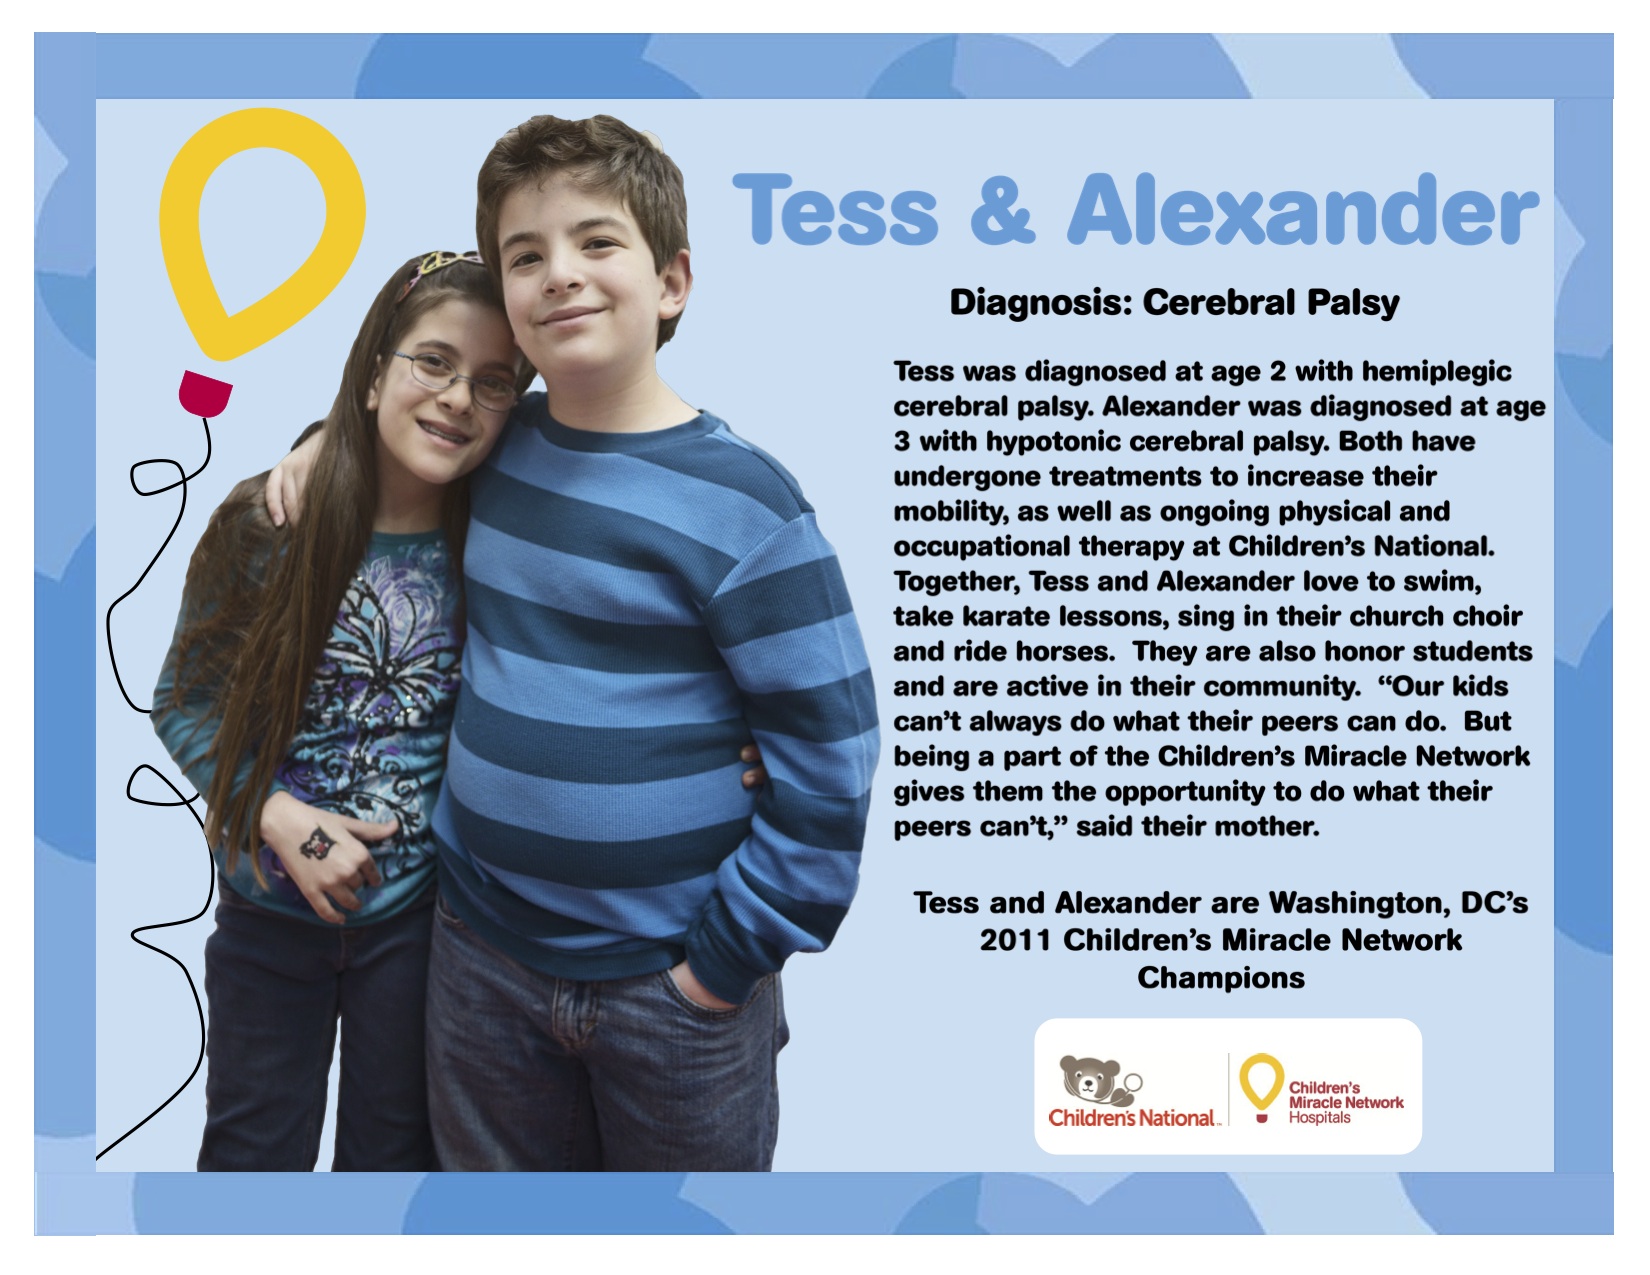 Tess & Alexander
Diagnosis: Cerebral Palsy
Tess was diagnosed at age 2 with hemiplegic
cerebral palsy. Alexander was diagnosed at age
3 with hypotonic cerebral palsy. Both have
undergone treatments to increase their
mobility, as well as ongoing physical and
occupational therapy at Children’s National.
Together, Tess and Alexander love to swim,
take karate lessons, sing in their church choir
and ride horses.  They are also honor students
and are active in their community.  “Our kids
can’t always do what their peers can do.  But
being a part of the Children’s Miracle Network
gives them the opportunity to do what their
peers can’t,” said their mother.
Tess and Alexander are Washington, DC’s
2011 Children’s Miracle Network
Champions
Children's National™
Children's
Miracle Network
Hospitals